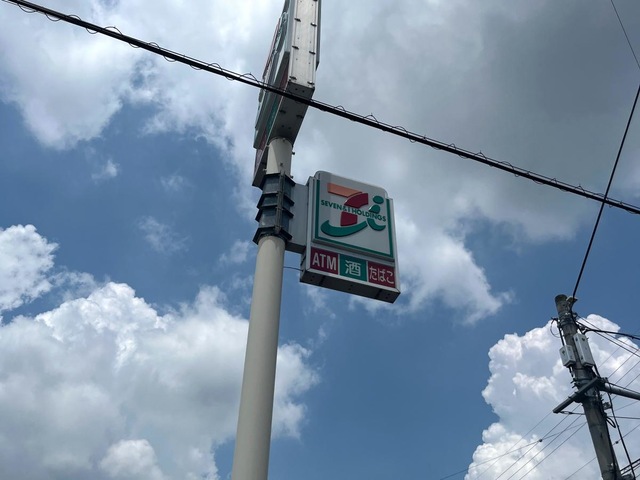 SEVEN & i HOLDINGS
ATM 酒 たばこ